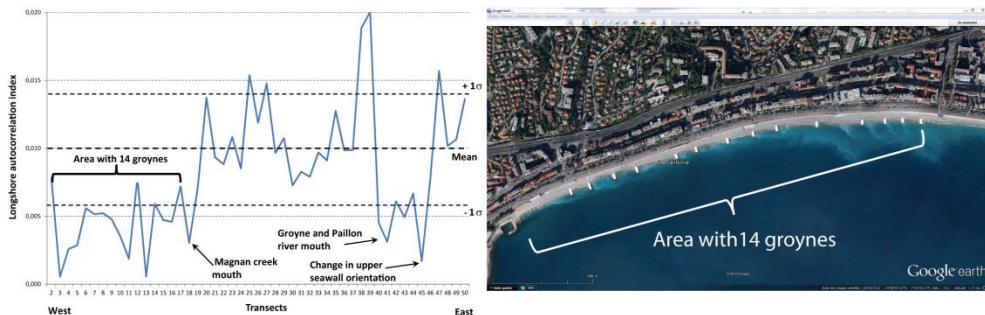 Longshore autocorrelation index
0,020
0,015
0,010
0,005
0,000
+ 1σ
Mean
- 1σ
Area with 14 groynes
Magnan creek
mouth
Groyne and Paillon
river mouth
Change in upper
seawall orientation
2 3 4 5 6 7 8 9 10 11 12 13 14 15 16 17 18 19 20 21 22 23 24 25 26 27 28 29 30 31 32 33 34 35 36 37 38 39 40 41 42 43 44 45 46 47 48 49 50
West
Transects
East
Area with14 groynes
Google earth